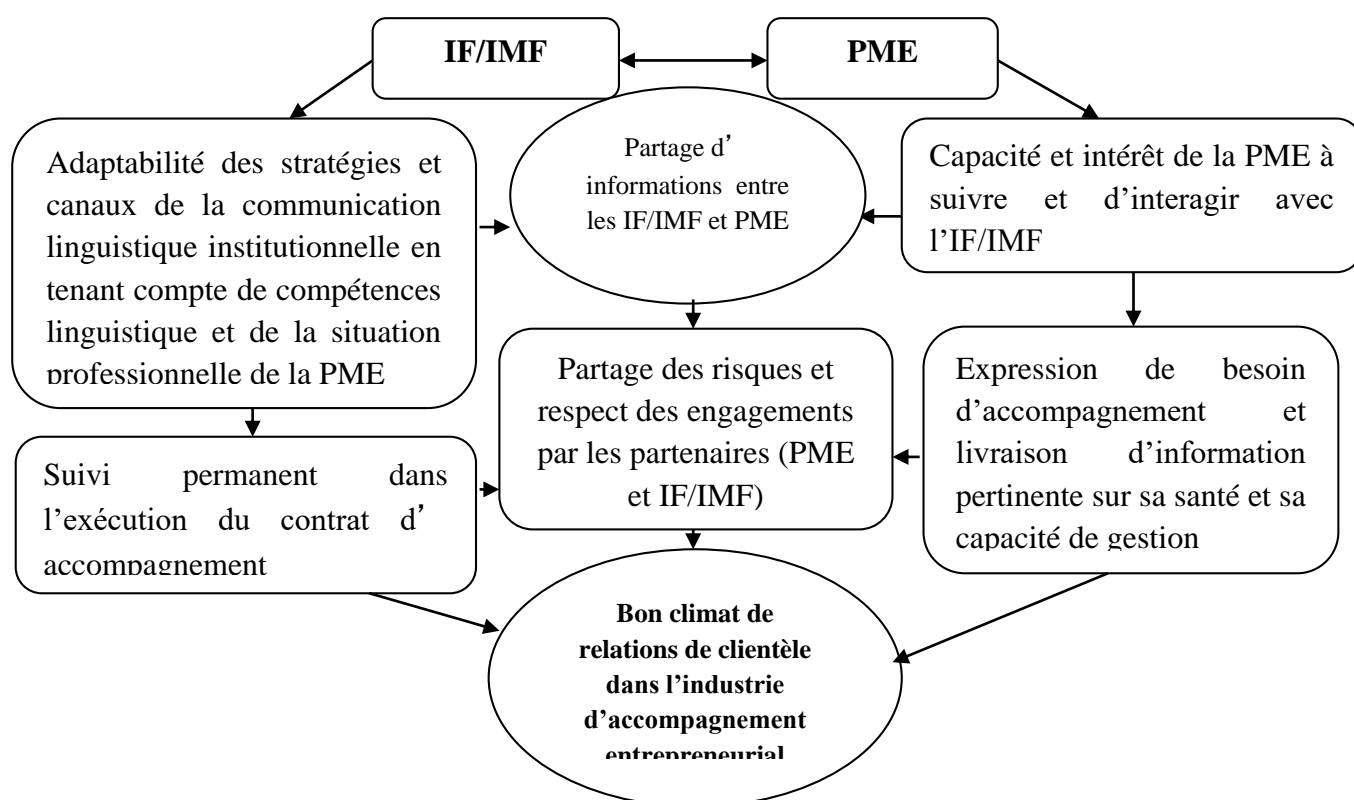 IF/IMF
PME
Adaptabilité des stratégies et
canaux de la communication
linguistique institutionnelle en
tenant compte de compétences
linguistique et de la situation
professionnelle de la PME
Partage d’
informations entre
les IF/IMF et PME
Capacité et intérêt de la PME à
suivre et d’interagir avec
l’IF/IMF
Suivi permanent dans
l’exécution du contrat d’
accompagnement
Partage des risques et
respect des engagements
par les partenaires (PME
et IF/IMF)
Expression de besoin
d’accompagnement et
livraison d’information
pertinente sur sa santé et sa
capacité de gestion
Bon climat de
relations de clientèle
dans l’industrie
d’accompagnement
entrepreneurial